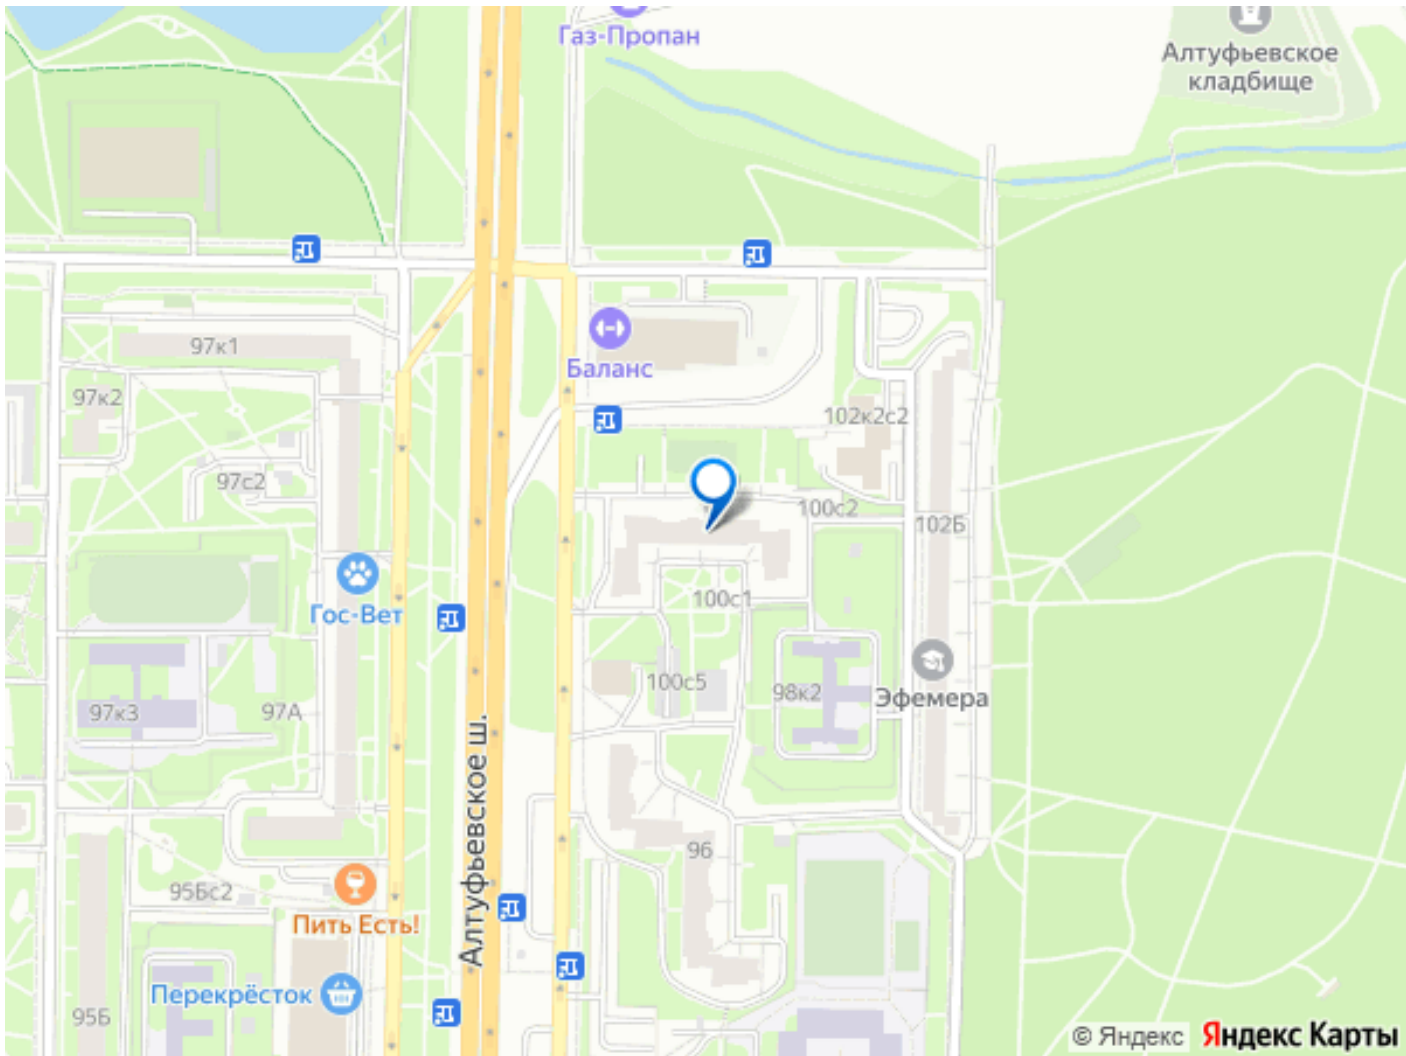 Газ-Пропан
Алтуфьевское
кладбище
97к1
Баланс
97к2
102к2с2
97с2
100с2
102Б
Гос-Вет
100с1
Эфемера
100с5
98к2
97к3
97А
Алтуфьевское ш.
96
95Бс2
Пить Есть!
Перекрёсток
95Б
© Яндекс Яндекс Карты